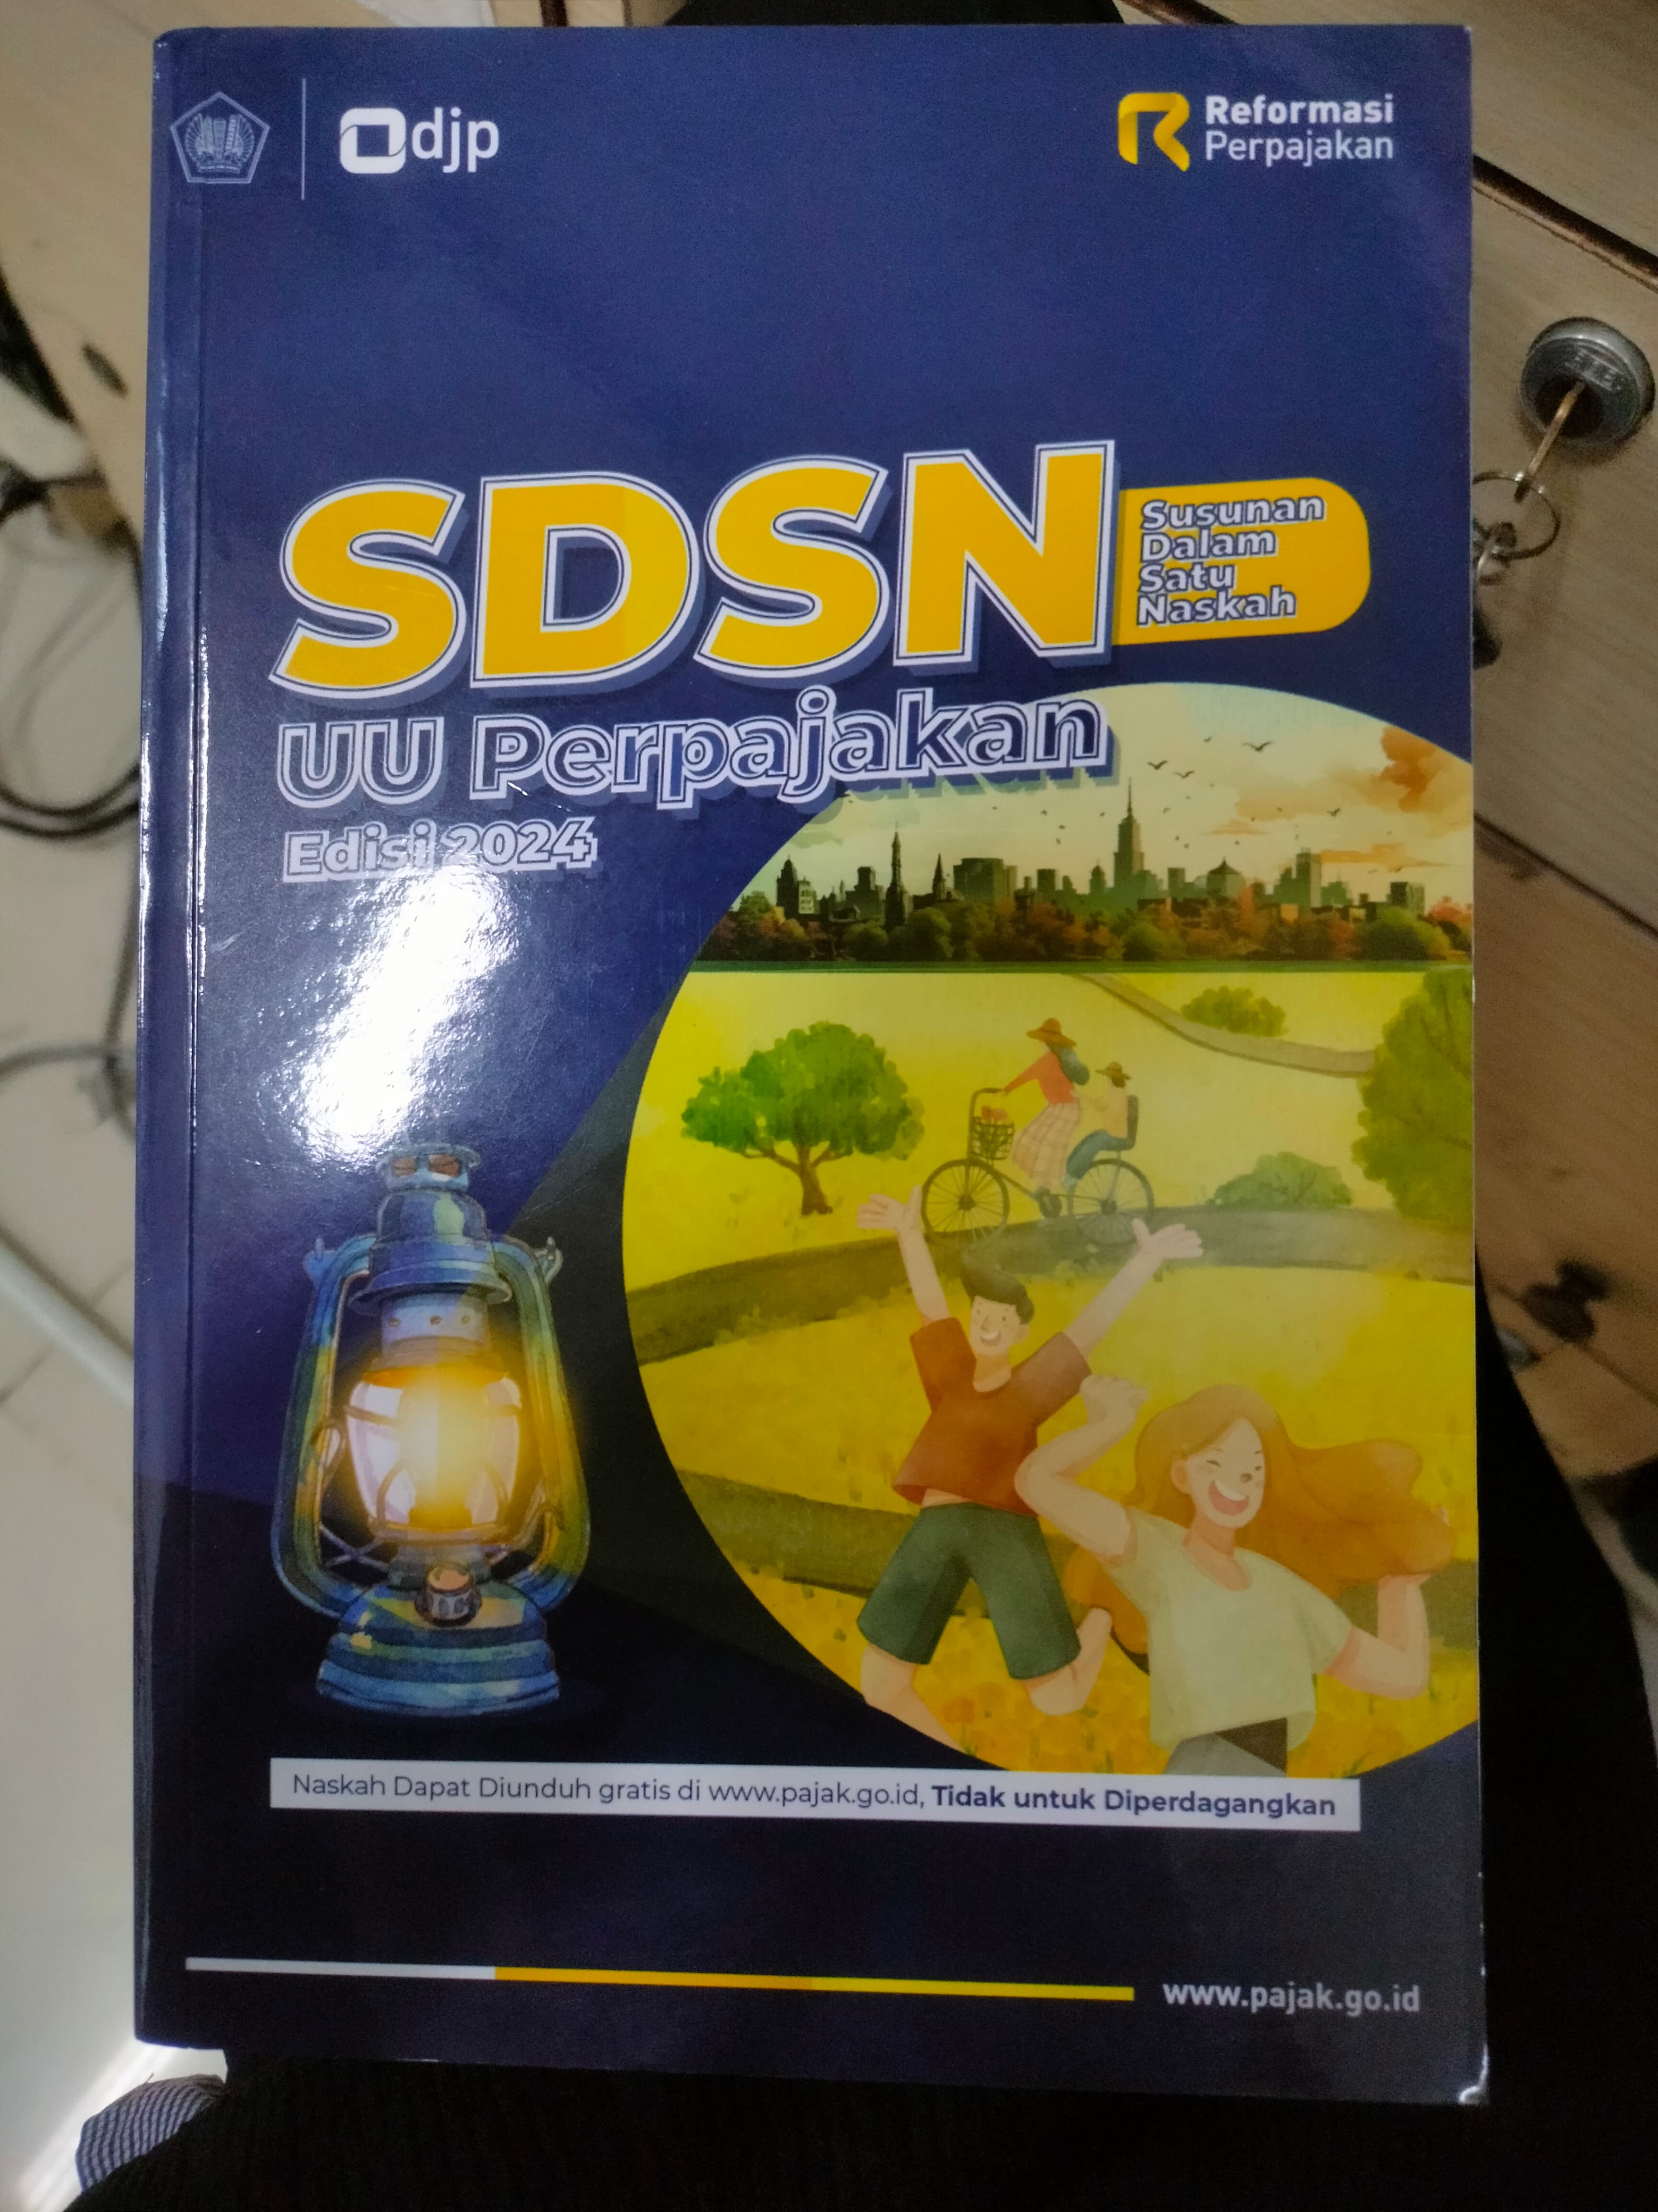 djp
Reformasi
Perpajakan
SDSN
Susunan
Dalam
Satu
Naskah
UU Perpajakan
Edisi 2024
Naskah Dapat Diunduh gratis di www.pajak.go.id, Tidak untuk Diperdagangkan
www.pajak.go.id